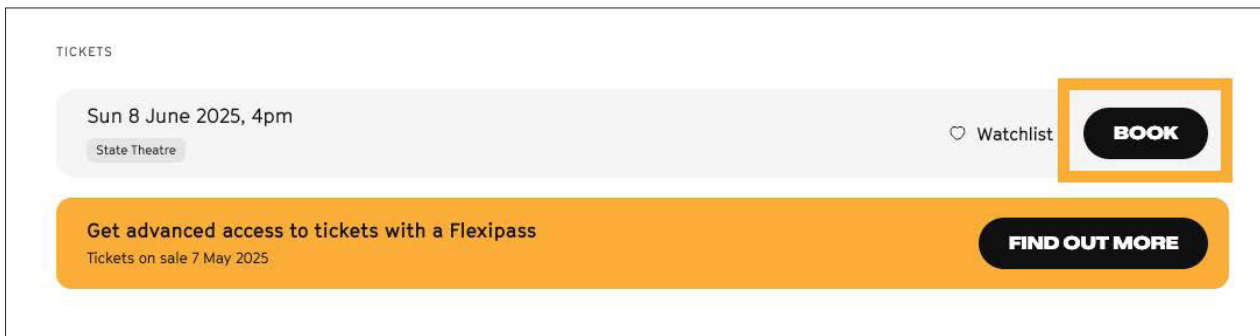 TICKETS
Sun 8 June 2025, 4pm
State Theatre
Watchlist
BOOK
Get advanced access to tickets with a Flexipass
Tickets on sale 7 May 2025
FIND OUT MORE